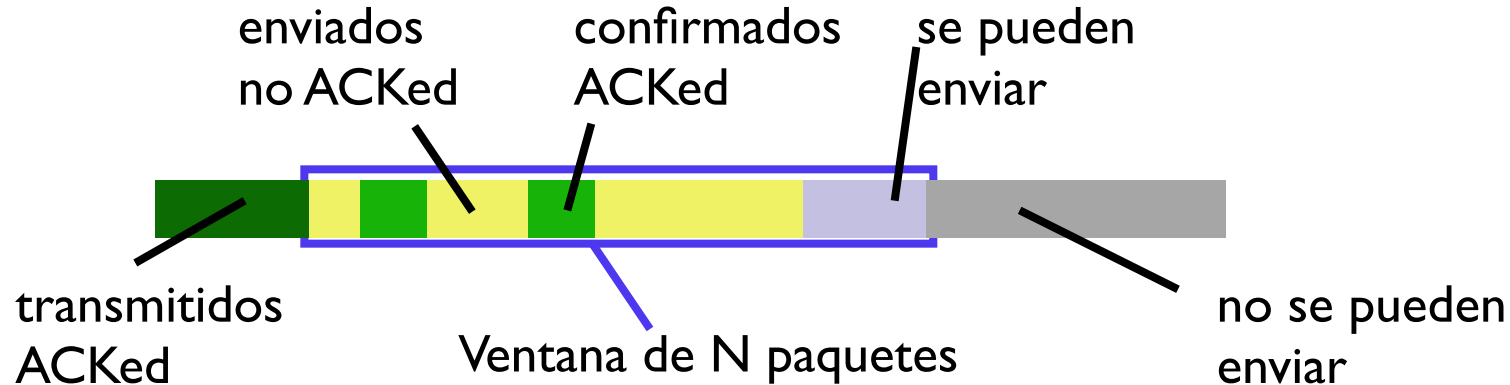 enviados
no ACKed
confirmados
ACKed
se pueden
enviar
transmitidos
ACKed
Ventana de N paquetes
no se pueden
enviar